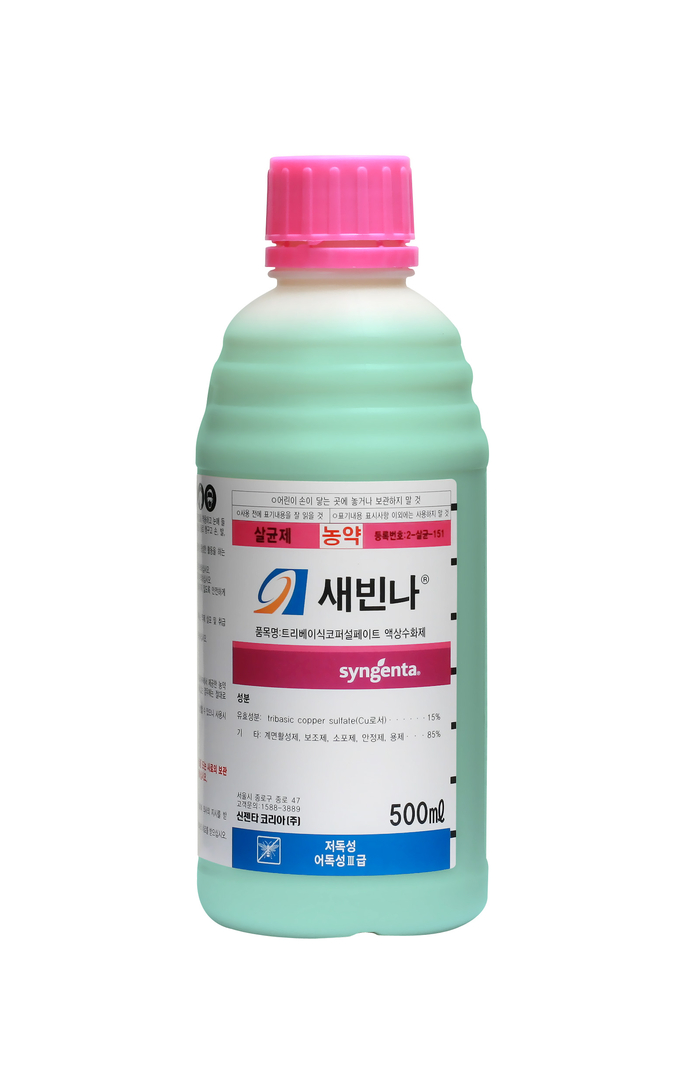 ○어린이 손이 닿는 곳에 놓거나 보관하지 말 것
○사용 전에 표기내용을 잘 읽을 것 ○표기내용 표시사항 이외에는 사용하지 말 것
살균제 농약 등록번호:2-살균-151
새빈나®
품목명:트리베이식코퍼설페이트 액상수화제
syngenta®
성분
유효성분: tribasic copper sulfate(Cu로서)······15%
기 타: 계면활성제, 보조제, 소포제, 안정제, 용제···85%
서울시 종로구 종로 47
고객문의:1588-3889
신젠타코리아(주)
500㎖
저독성
어독성Ⅲ급